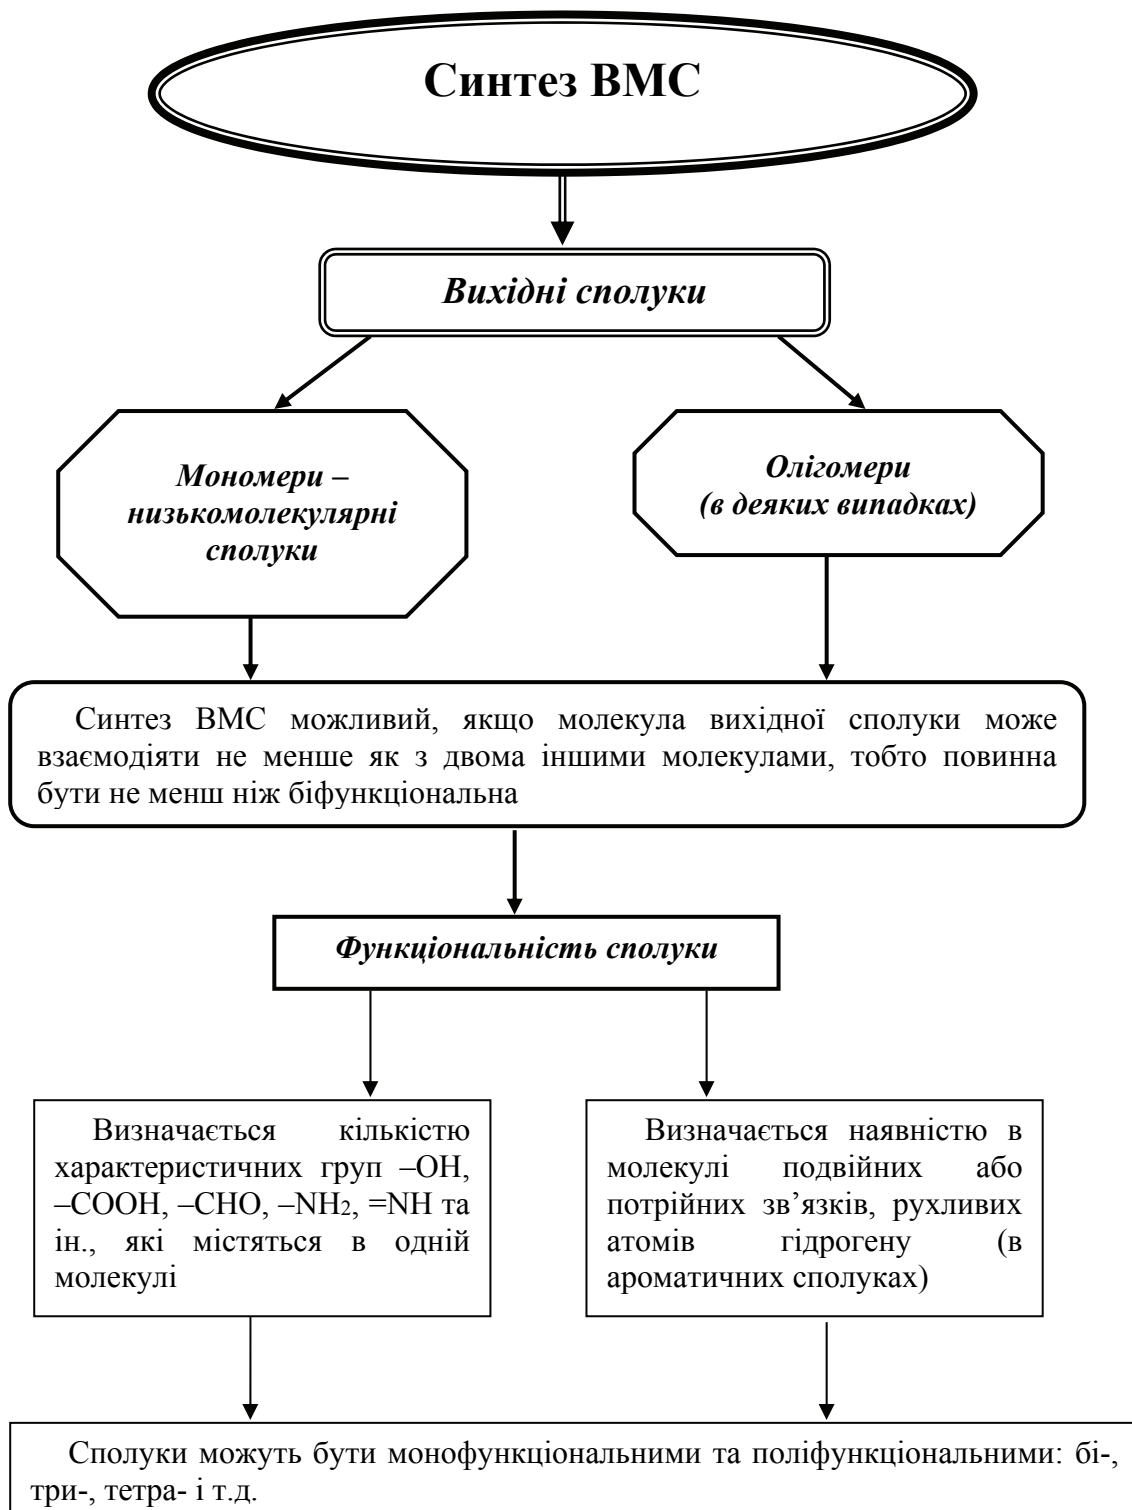 Синтез ВМС
Вихідні сполуки
Мономери –
низькомолекулярні
сполуки
Олігомери
(в деяких випадках)
Синтез ВМС можливий, якщо молекула вихідної сполуки може
взаємодіяти не менше як з двома іншими молекулами, тобто повинна
бути не менш ніж біфункціональна
Функціональність сполуки
Визначається кількістю
характеристичних груп –OH,
–COOH, –CHO, –NH₂, =NH та
ін., які містяться в одній
молекулі
Визначається наявністю в
молекулі подвійних або
потрійних зв’язків, рухливих
атомів гідрогену (в
ароматичних сполуках)
Сполуки можуть бути монофункціональними та поліфункціональними: бі-,
три-, тетра- і т.д.